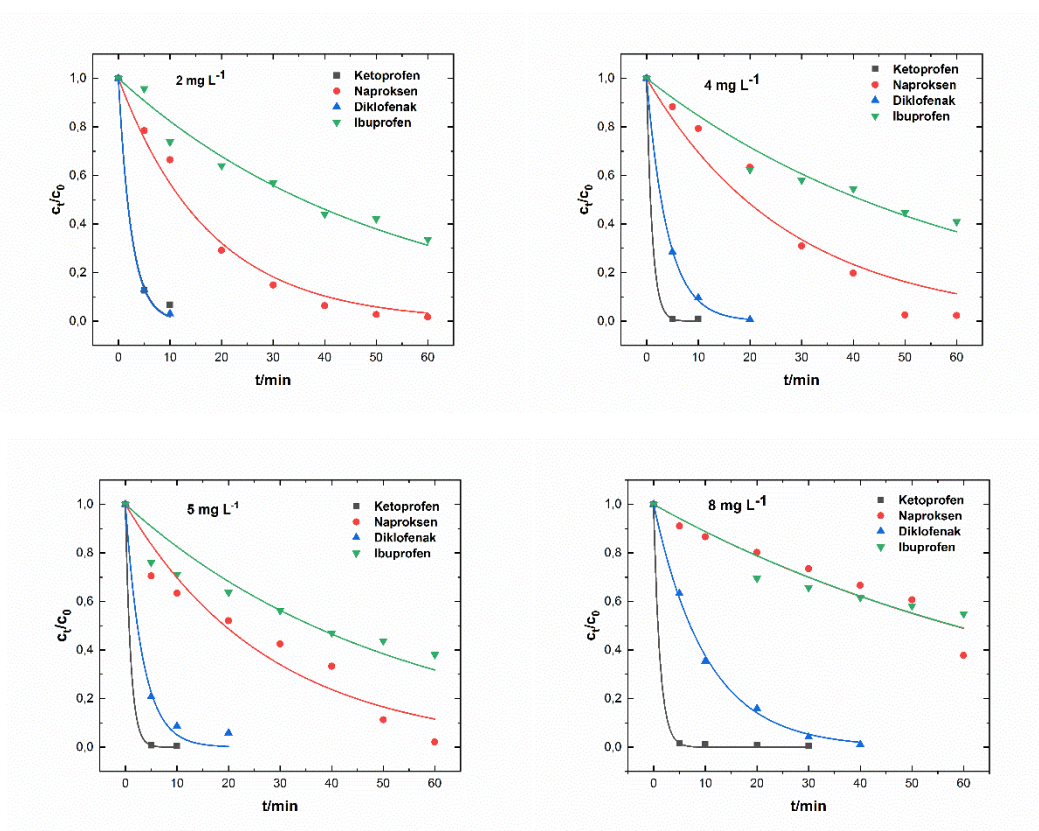 2 mg L-1
Ketoprofen
Naproksen
Diklofenak
Ibuprofen
1,0
0,8
0,6
0,4
0,2
0,0
ct/c0
0 10 20 30 40 50 60
t/min
4 mg L-1
Ketoprofen
Naproksen
Diklofenak
Ibuprofen
1,0
0,8
0,6
0,4
0,2
0,0
ct/c0
0 10 20 30 40 50 60
t/min
5 mg L-1
Ketoprofen
Naproksen
Diklofenak
Ibuprofen
1,0
0,8
0,6
0,4
0,2
0,0
ct/c0
0 10 20 30 40 50 60
t/min
8 mg L-1
Ketoprofen
Naproksen
Diklofenak
Ibuprofen
1,0
0,8
0,6
0,4
0,2
0,0
ct/c0
0 10 20 30 40 50 60
t/min